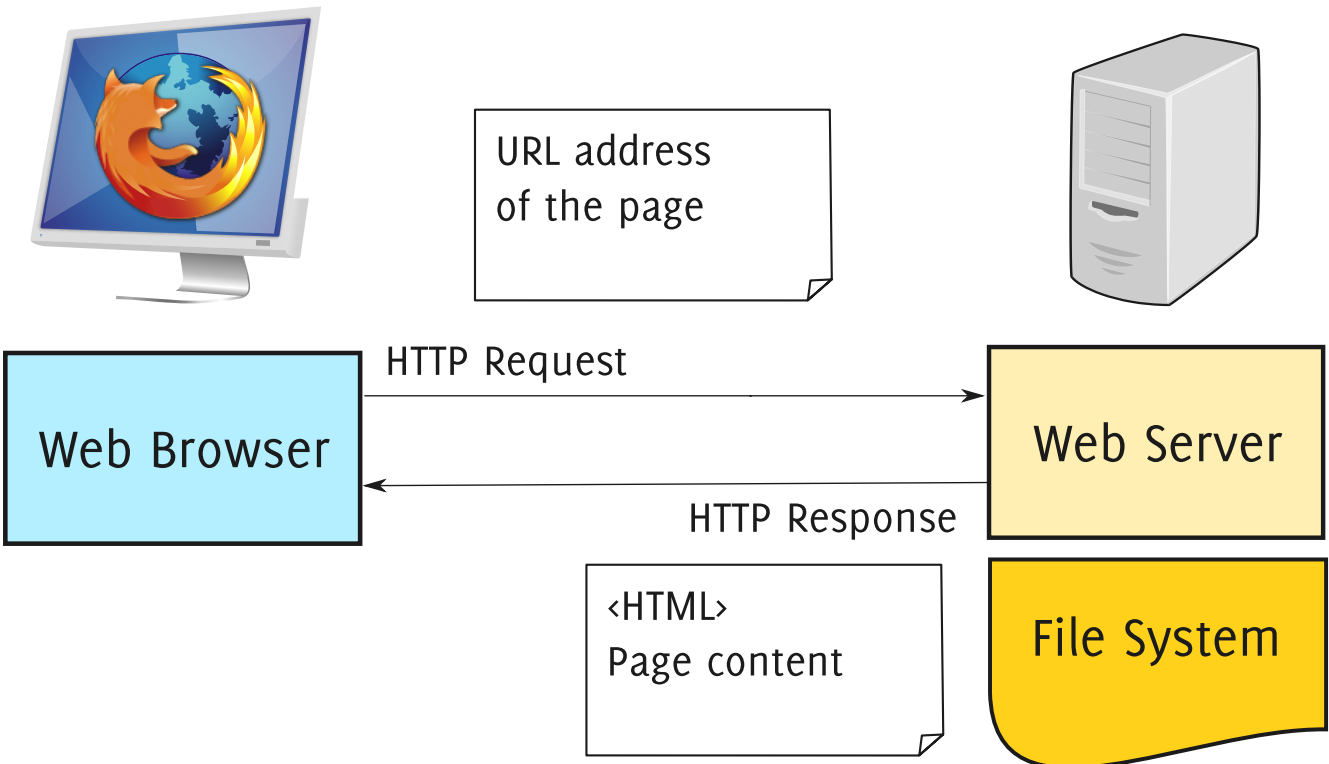 URL address
of the page
HTTP Request
Web Browser
Web Server
HTTP Response
‹HTML›
Page content
File System